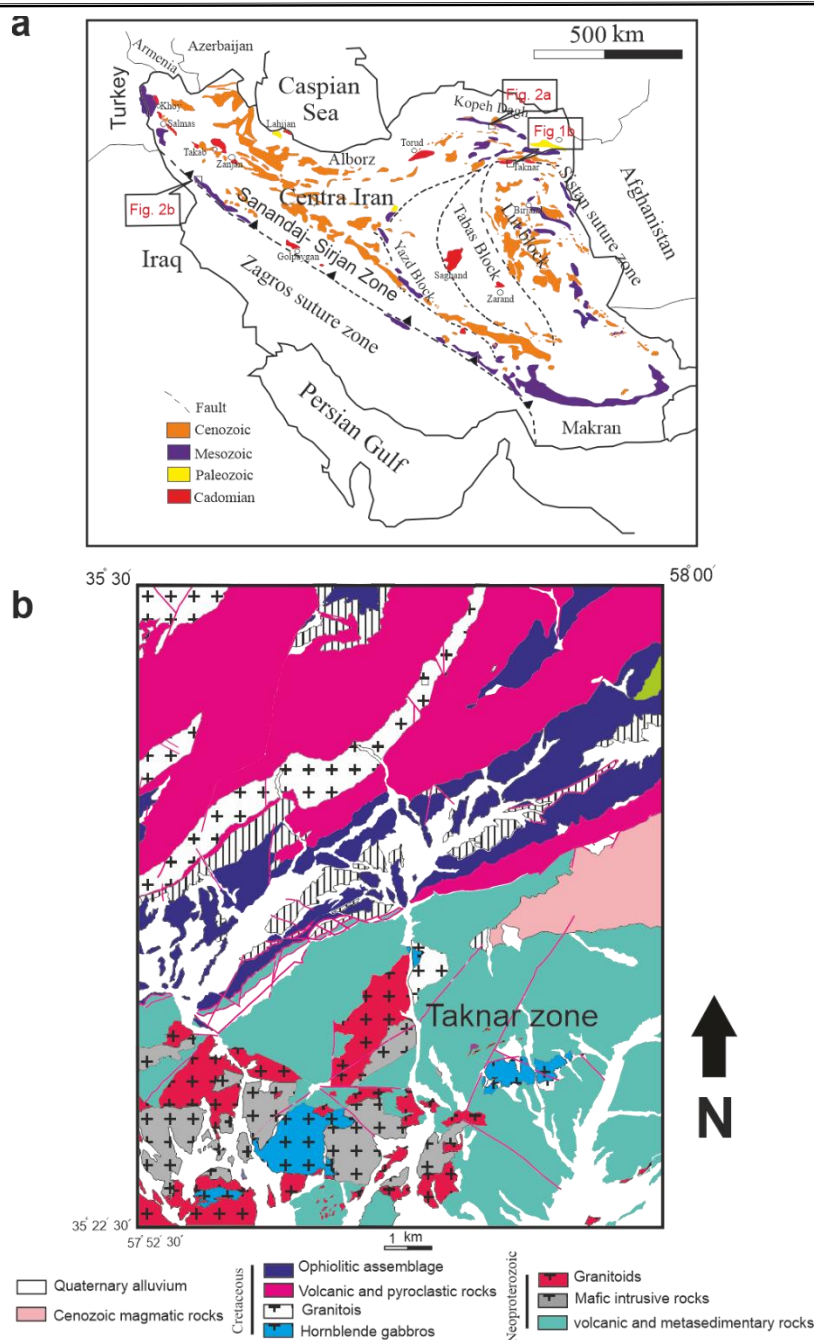 a
500 km
Armenia
Azerbaijan
Turkey
Caspian
Sea
Fig. 2a
Kopeh Dagh
Khoy
Salmas
Lahijan
Torud
Fig. 1b
Takab
Zanjan
Alborz
Taknar
Centra Iran
Fig. 2b
Sistan suture zone
Afghanistan
Sanandaj- Sirjan Zone
Birjand
Lut block
Tabas Block
Yazd Block
Iraq
Golpaygan
Saghand
Zarand
Zagros suture zone
Persian Gulf
Makran
Fault
Cenozoic
Mesozoic
Paleozoic
Cadomian
35° 30´
58°00´
b
Taknar zone
N
35 22´ 30´
57° 52´ 30´
1 km
Quaternary alluvium
Cenozoic magmatic rocks
Cretaceous
Ophiolitic assemblage
Volcanic and pyroclastic rocks
Granitois
Hornblende gabbros
Neoproterozoic
Granitoids
Mafic intrusive rocks
volcanic and metasedimentary rocks